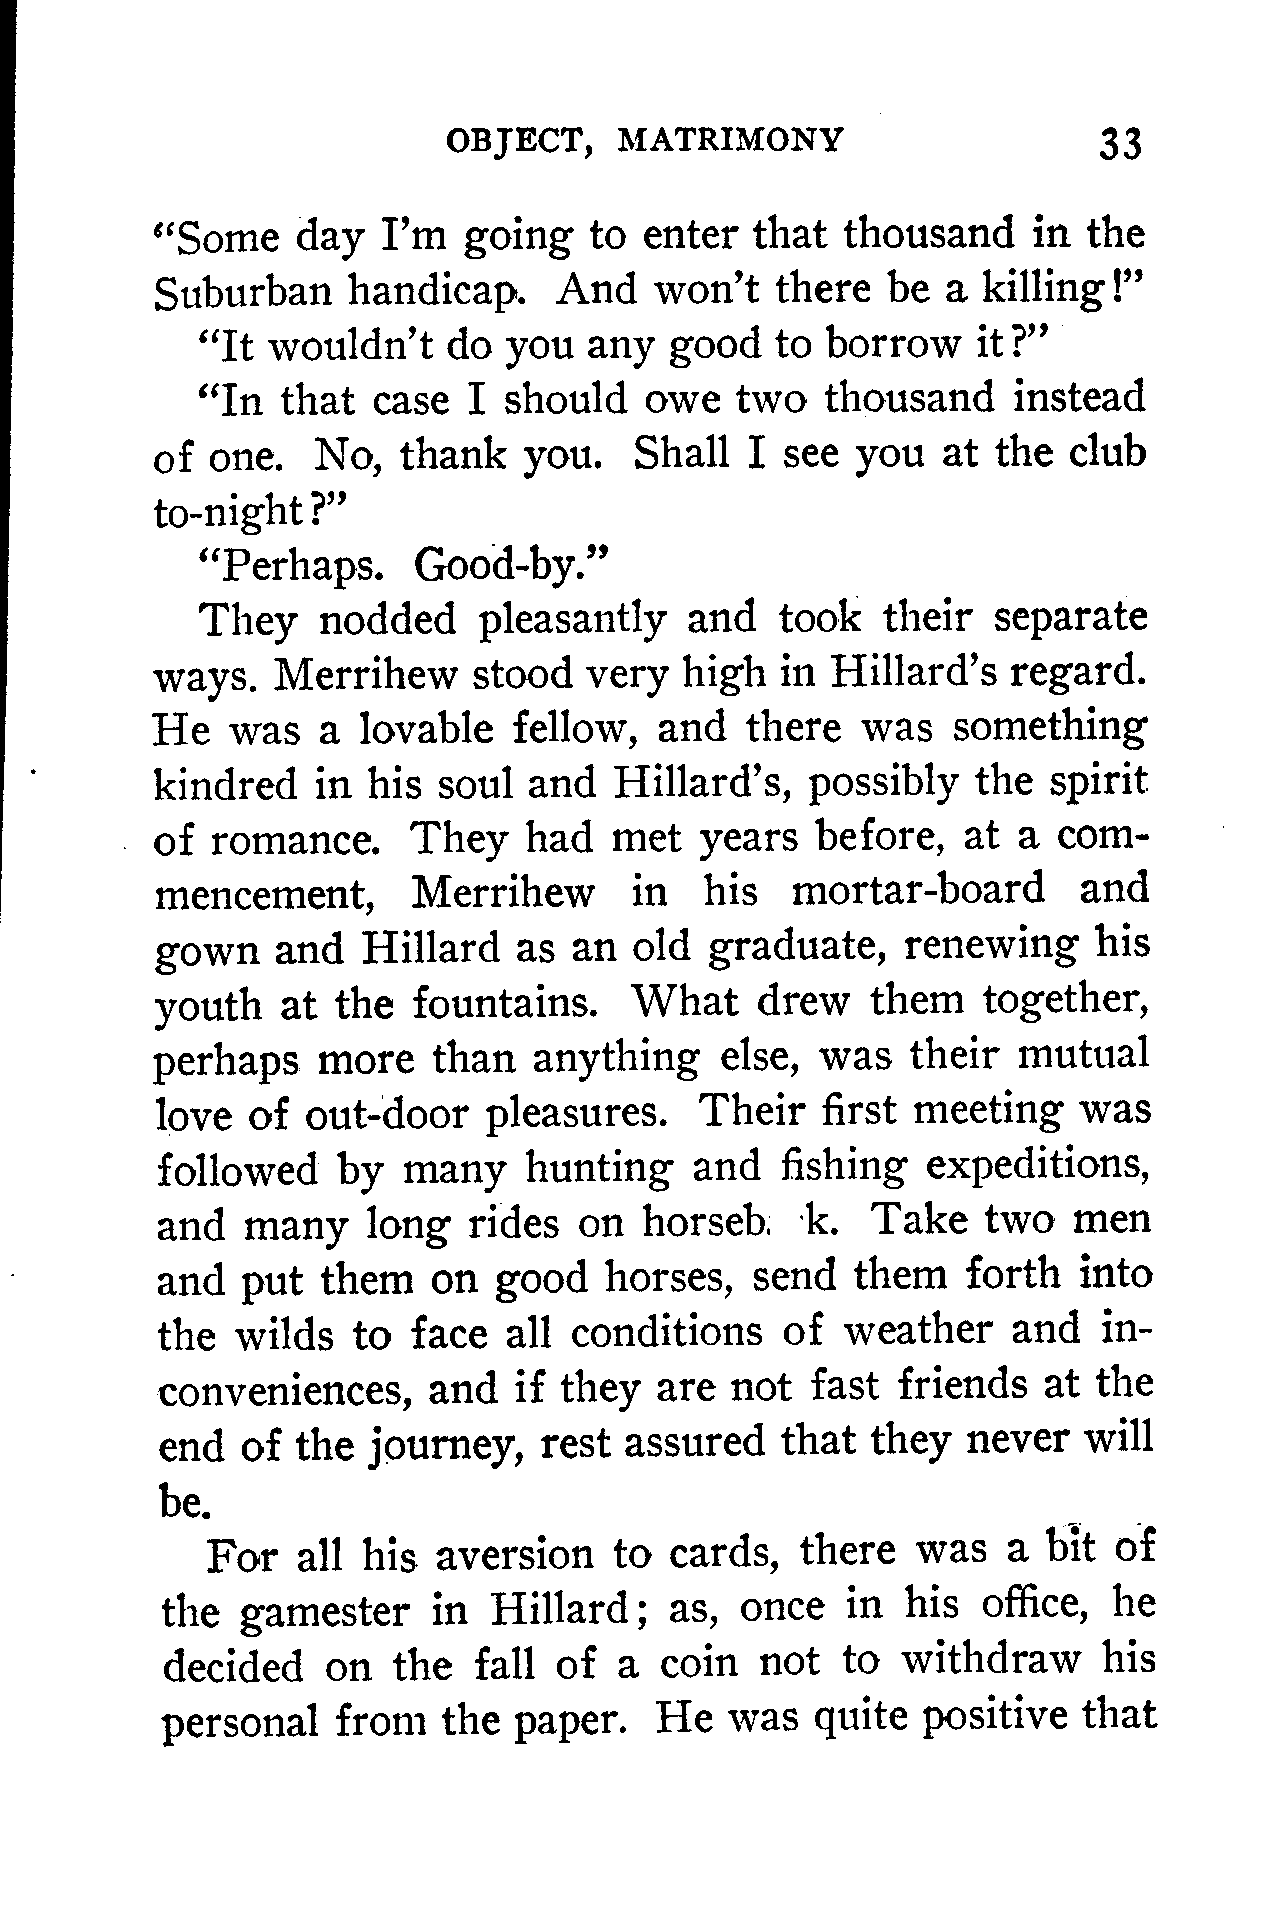 OBJECT, MATRIMONY 33
“Some day I’m going to enter that thousand in the
Suburban handicap. And won’t there be a killing!”
“It wouldn’t do you any good to borrow it?”
“In that case I should owe two thousand instead
of one. No, thank you. Shall I see you at the club
to-night?”
“Perhaps. Good-by.”
They nodded pleasantly and took their separate
ways. Merrihew stood very high in Hillard’s regard.
He was a lovable fellow, and there was something
kindred in his soul and Hillard’s, possibly the spirit
of romance. They had met years before, at a com-
mencement, Merrihew in his mortar-board and
gown and Hillard as an old graduate, renewing his
youth at the fountains. What drew them together,
perhaps more than anything else, was their mutual
love of out-door pleasures. Their first meeting was
followed by many hunting and fishing expeditions,
and many long rides on Take two men
and put them on good horses, send them forth into
the wilds to face all conditions of weather and in-
conveniences, and if they are not fast friends at the
end of the journey, rest assured that they never will
be.
For all his aversion to cards, there was a bit of
the gamester in Hillard; as, once in his office, he
decided on the fall of a coin not to withdraw his
personal from the paper. He was quite positive that